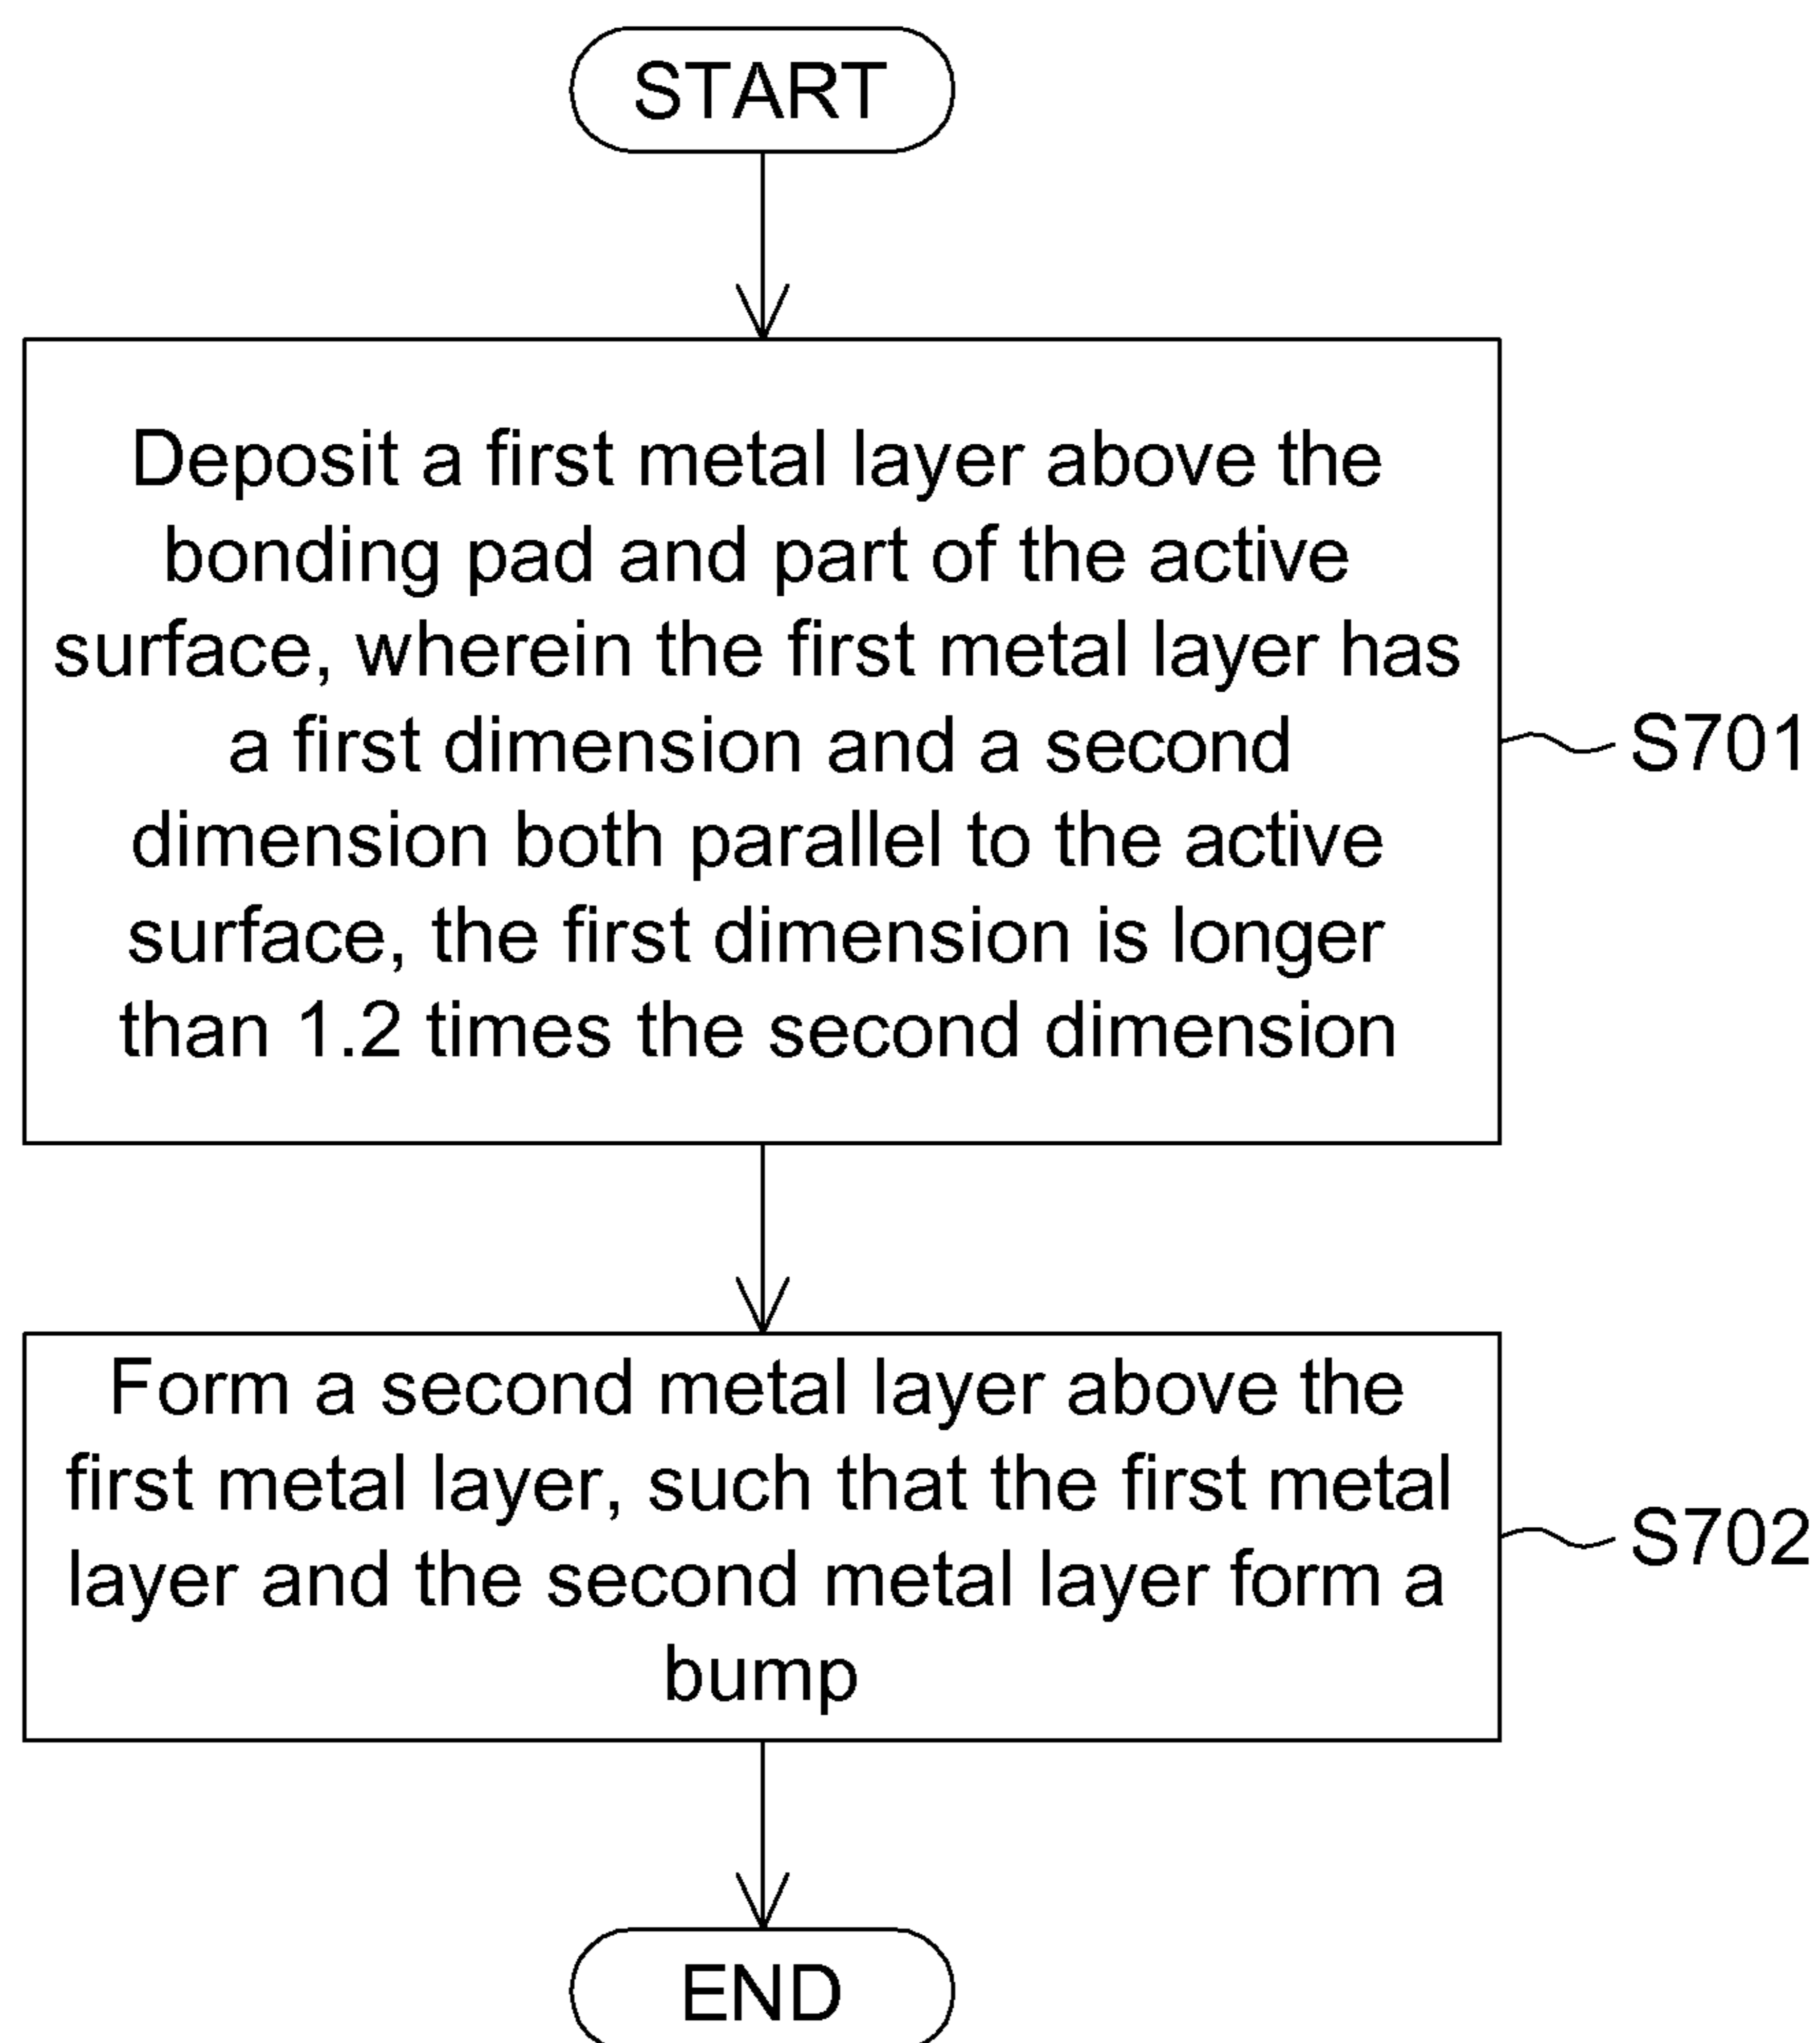 START
Deposit a first metal layer above the
bonding pad and part of the active
surface, wherein the first metal layer has
a first dimension and a second
dimension both parallel to the active
surface, the first dimension is longer
than 1.2 times the second dimension
S701
Form a second metal layer above the
first metal layer, such that the first metal
layer and the second metal layer form a
bump
S702
END